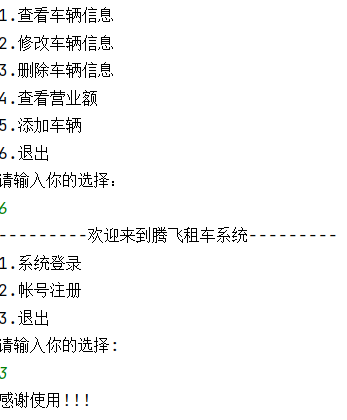 1.查看车辆信息
2.修改车辆信息
3.删除车辆信息
4.查看营业额
5.添加车辆
6.退出
请输入你的选择：
6
---------欢迎来到腾飞租车系统---------
1.系统登录
2.帐号注册
3.退出
请输入你的选择：
3
感谢使用!!!